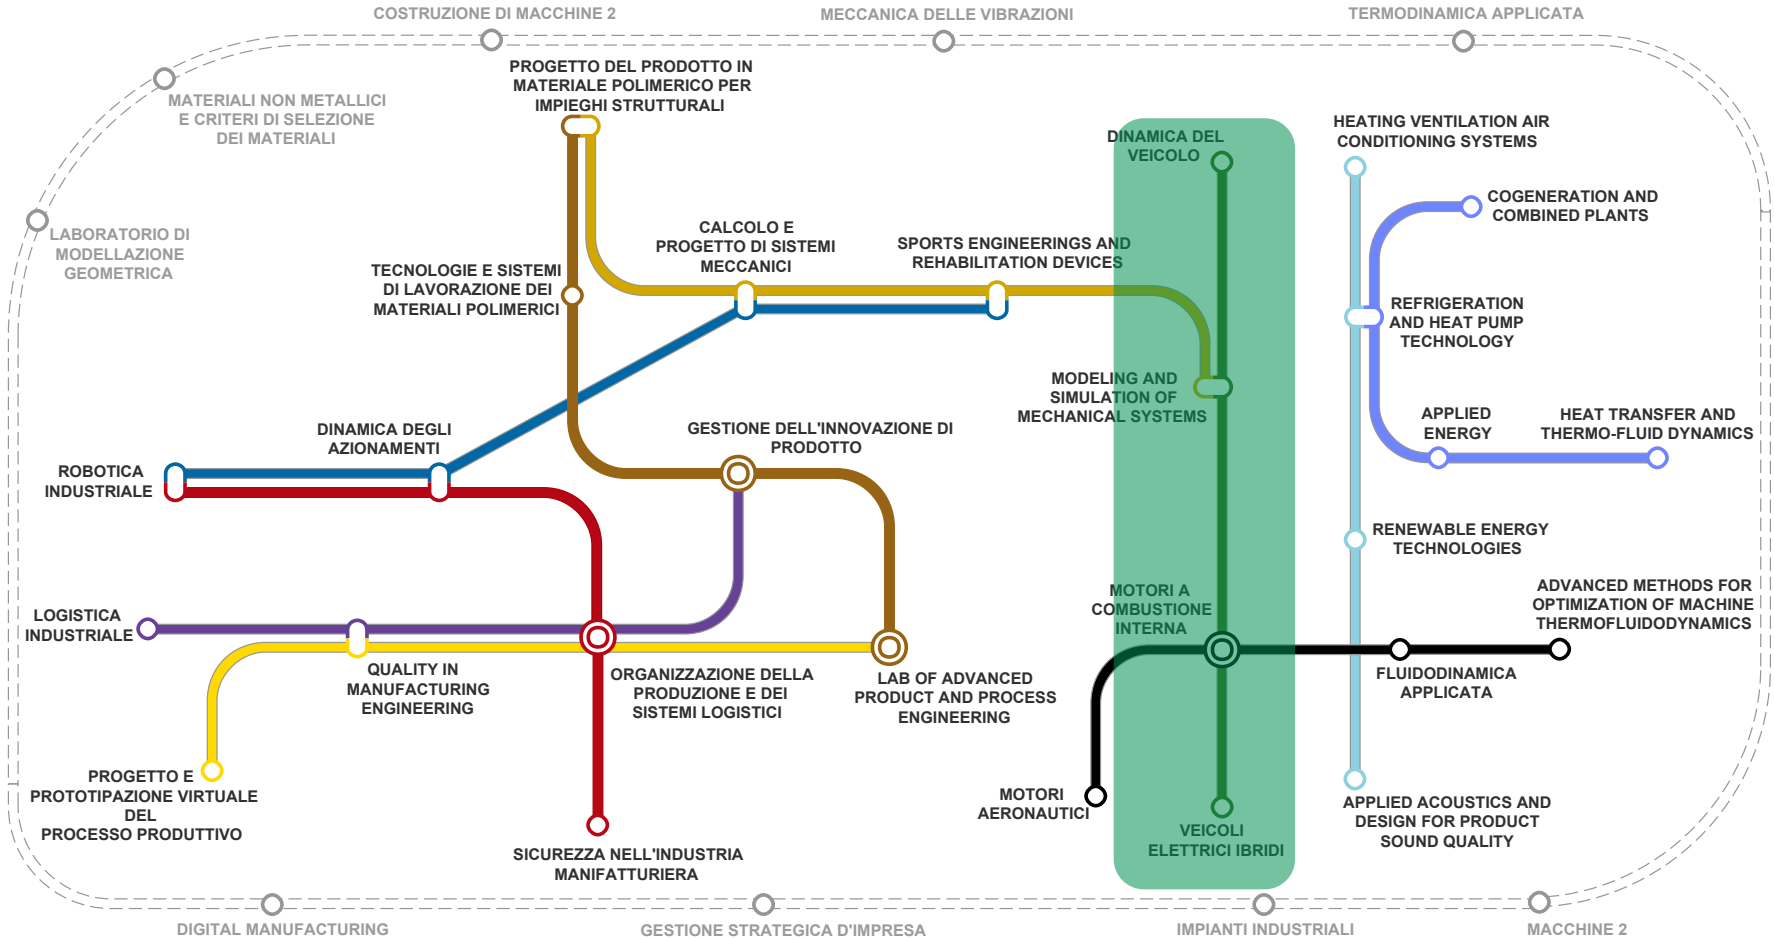 COSTRUZIONE DI MACCHINE 2
MECCANICA DELLE VIBRAZIONI
TERMODINAMICA APPLICATA
MATERIALI NON METALLICI
E CRITERI DI SELEZIONE
DEI MATERIALI
LABORATORIO DI
MODELLAZIONE
GEOMETRICA
PROGETTO DEL PRODOTTO IN
MATERIALE POLIMERICO PER
IMPIEGHI STRUTTURALI
TECNOLOGIE E SISTEMI
DI LAVORAZIONE DEI
MATERIALI POLIMERICI
CALCOLO E
PROGETTO DI SISTEMI
MECCANICI
SPORTS ENGINEERINGS AND
REHABILITATION DEVICES
DINAMICA DEL
VEICOLO
HEATING VENTILATION AIR
CONDITIONING SYSTEMS
COGENERATION AND
COMBINED PLANTS
REFRIGERATION
AND HEAT PUMP
TECHNOLOGY
MODELING AND
SIMULATION OF
MECHANICAL SYSTEMS
APPLIED
ENERGY
HEAT TRANSFER AND
THERMO-FLUID DYNAMICS
DINAMICA DEGLI
AZIONAMENTI
GESTIONE DELL'INNOVAZIONE DI
PRODOTTO
ROBOTICA
INDUSTRIALE
RENEWABLE ENERGY
TECHNOLOGIES
LOGISTICA
INDUSTRIALE
MOTORI A
COMBUSTIONE
INTERNA
ADVANCED METHODS FOR
OPTIMIZATION OF MACHINE
THERMOFLUIDODYNAMICS
QUALITY IN
MANUFACTURING
ENGINEERING
ORGANIZZAZIONE DELLA
PRODUZIONE E DEI
SISTEMI LOGISTICI
LAB OF ADVANCED
PRODUCT AND PROCESS
ENGINEERING
FLUIDODINAMICA
APPLICATA
PROGETTO E
PROTOTIPAZIONE VIRTUALE
DEL
PROCESSO PRODUTTIVO
MOTORI
AERONAUTICI
VEICOLI
ELETTRICI IBRIDI
APPLIED ACOUSTICS AND
DESIGN FOR PRODUCT
SOUND QUALITY
SICUREZZA NELL'INDUSTRIA
MANIFATTURIERA
DIGITAL MANUFACTURING
GESTIONE STRATEGICA D'IMPRESA
IMPIANTI INDUSTRIALI
MACCHINE 2